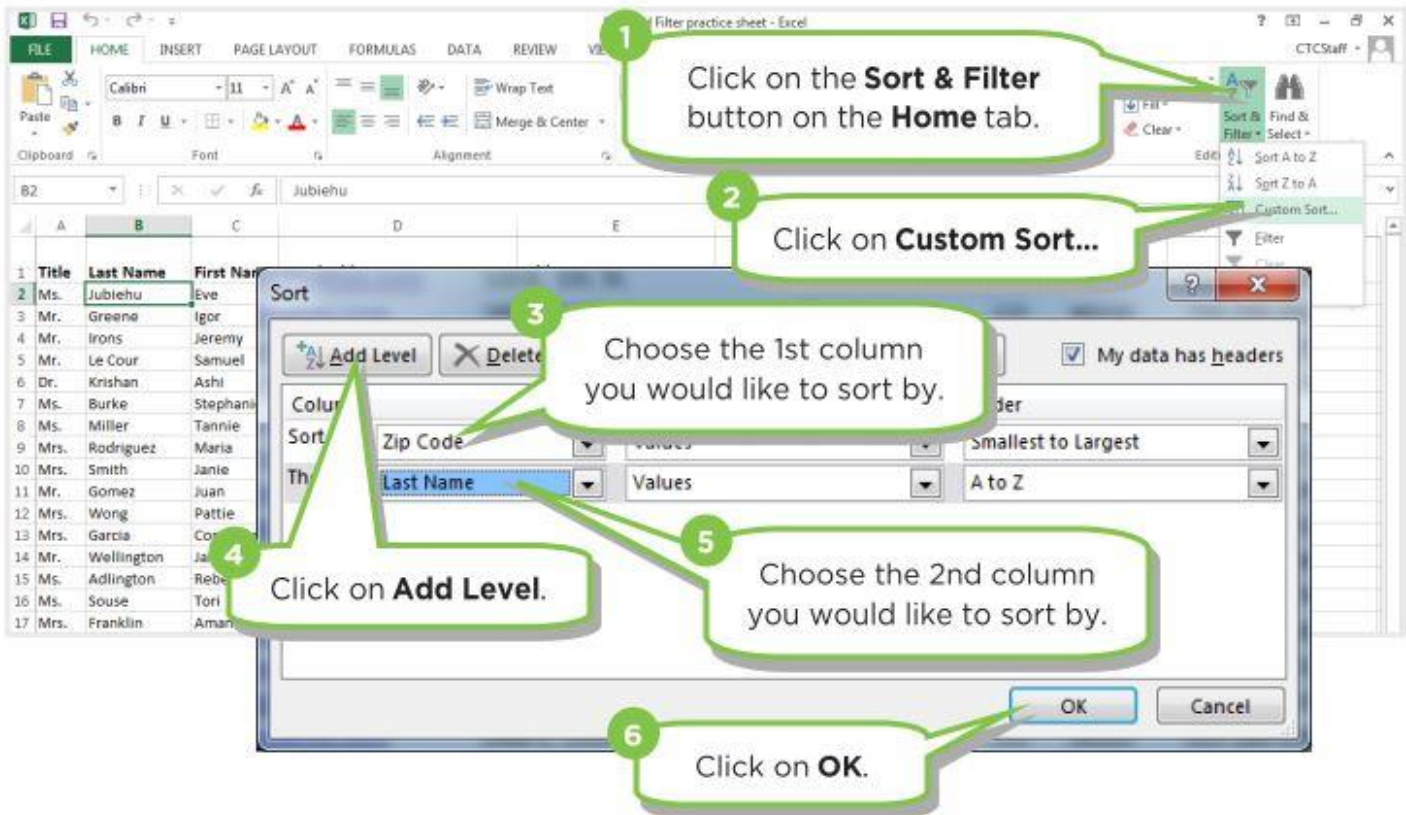 Filter practice sheet - Excel
FILE HOME INSERT PAGE LAYOUT FORMULAS DATA REVIEW
CTCStaff
1
Click on the Sort & Filter
button on the Home tab.
Paste
Calibri 11
B I U
Wrap Text
Merge & Center
Fill
Clear
Sort & Filter
Find & Select
Clipboard Font Alignment
Sort A to Z
Sort Z to A
Custom Sort...
Filter
Clear
2
Click on Custom Sort...
B2 fx Jubiehu
A B C D E
1 Title Last Name
2 Ms. Jubiehu Eve
3 Mr. Greene Igor
4 Mr. Irons Jeremy
5 Mr. Le Cour Samuel
6 Dr. Krishan Ashi
7 Ms. Burke
8 Ms. Miller Tannie
9 Mrs. Rodriguez Maria
10 Mrs. Smith Janie
11 Mr. Gomez Juan
12 Mrs. Wong Pattie
13 Mrs. Garcia
14 Mr. Wellington
15 Ms. Adlington
16 Ms. Souse Tori
17 Mrs. Franklin
Sort
Add Level Delete
My data has headers
3
Choose the 1st column
you would like to sort by.
Sort Zip Code Values Smallest to Largest
Last Name Values A to Z
4
Click on Add Level.
5
Choose the 2nd column
you would like to sort by.
OK Cancel
6
Click on OK.